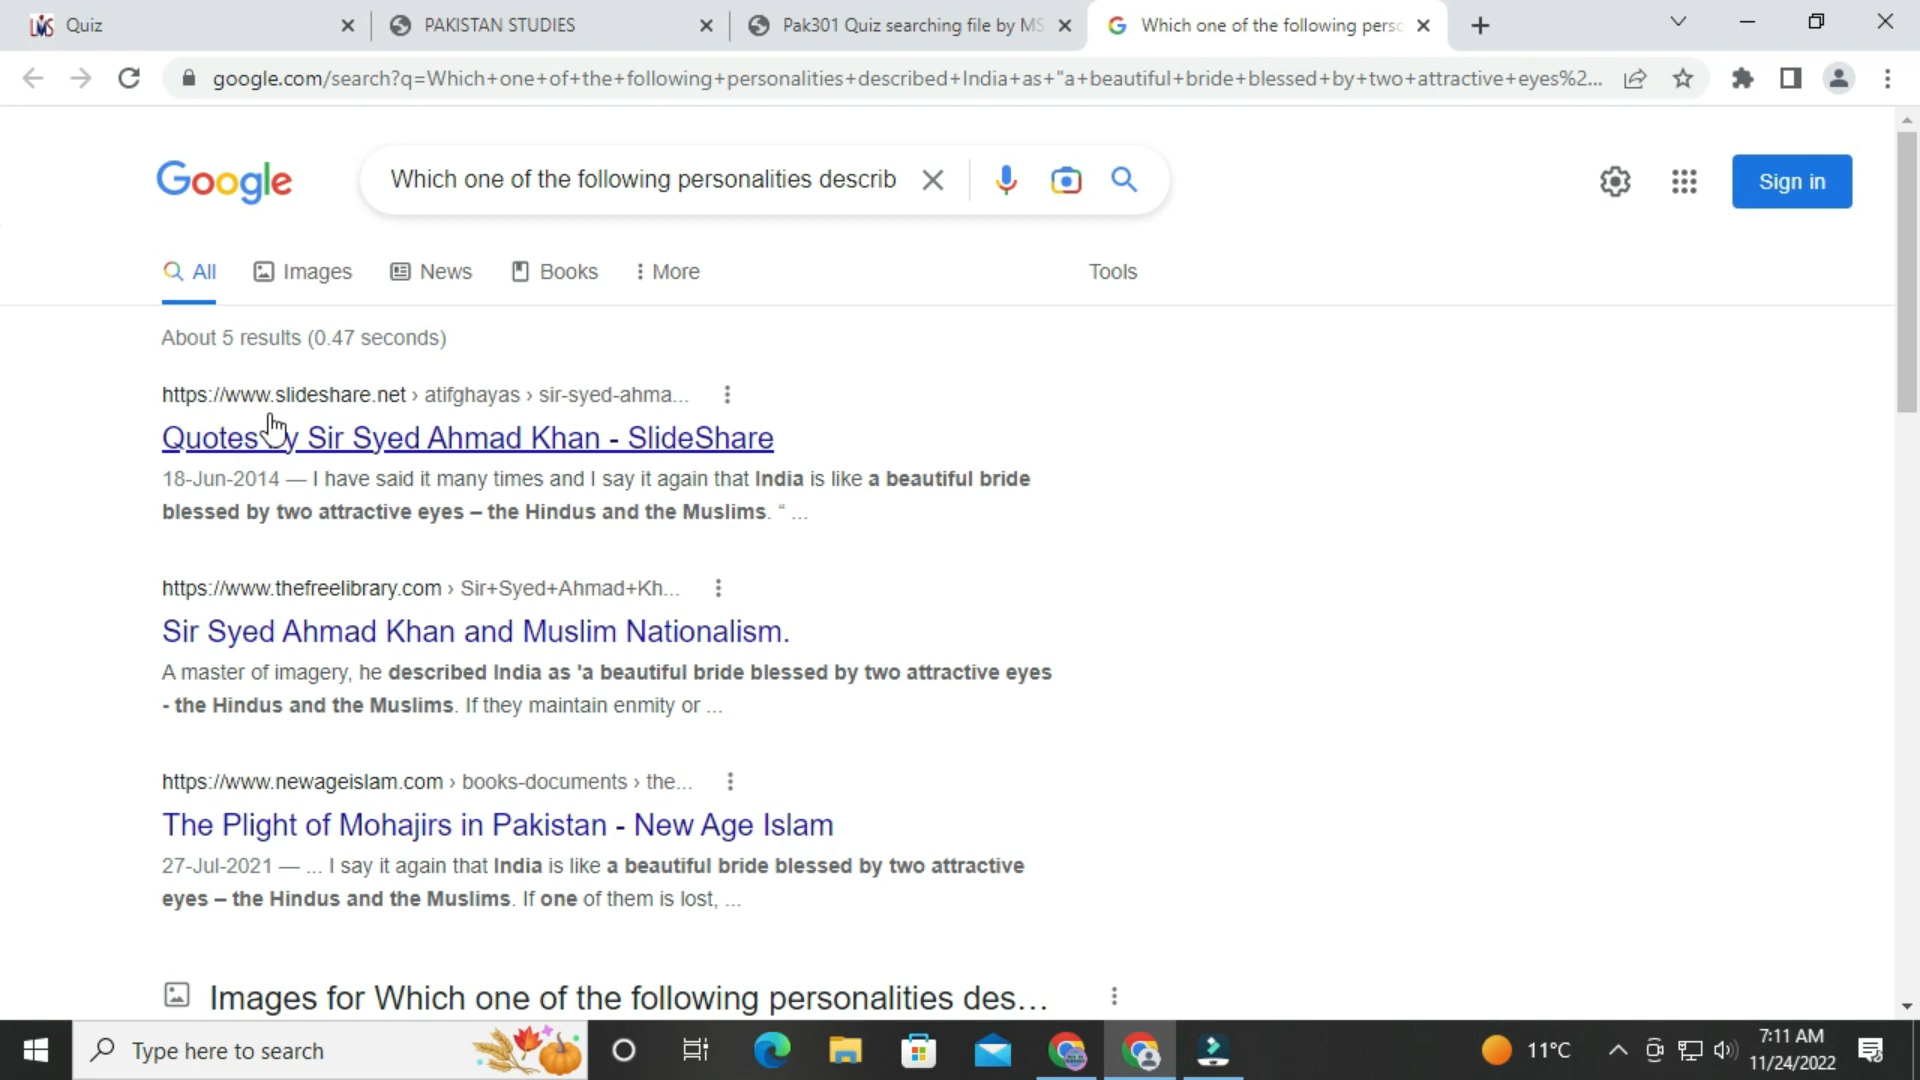 Quiz
PAKISTAN STUDIES
Pak301 Quiz searching file by MS
Which one of the following perso
google.com/search?q=Which+one+of+the+following+personalities+described+India+as+"a+beautiful+bride+blessed+by+two+attractive+eyes%2...
Google
Which one of the following personalities describ
Sign in
All
Images
News
Books
More
Tools
About 5 results (0.47 seconds)
https://www.slideshare.net › atifghayas › sir-syed-ahma...
Quotes by Sir Syed Ahmad Khan - SlideShare
18-Jun-2014 — I have said it many times and I say it again that India is like a beautiful bride
blessed by two attractive eyes – the Hindus and the Muslims. “ ...
https://www.thefreelibrary.com › Sir+Syed+Ahmad+Kh...
Sir Syed Ahmad Khan and Muslim Nationalism.
A master of imagery, he described India as 'a beautiful bride blessed by two attractive eyes
- the Hindus and the Muslims. If they maintain enmity or ...
https://www.newageislam.com › books-documents › the...
The Plight of Mohajirs in Pakistan - New Age Islam
27-Jul-2021 — ... I say it again that India is like a beautiful bride blessed by two attractive
eyes – the Hindus and the Muslims. If one of them is lost, ...
Images for Which one of the following personalities des...
Type here to search
11°C
7:11 AM
11/24/2022